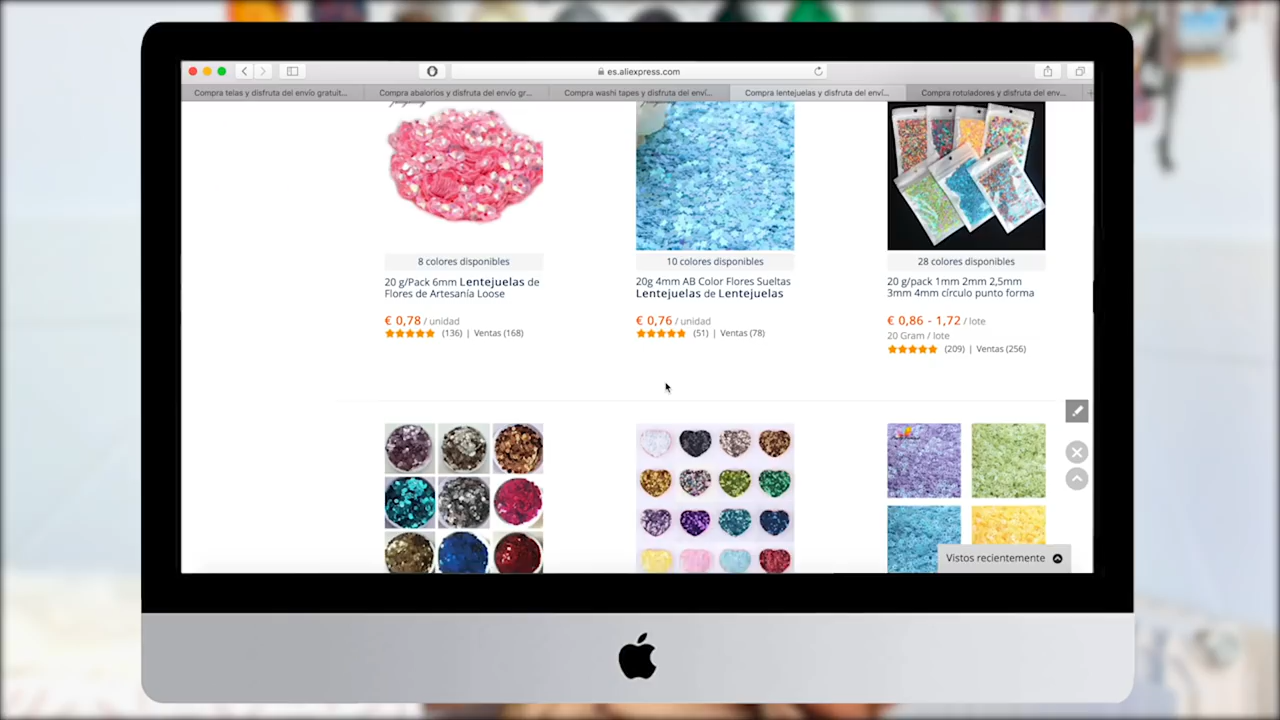 es.aliexpress.com
Compra telas y disfruta del envío gratuit...
Compra abalorios y disfruta del envío gr...
Compra washi tapes y disfruta del enví...
Compra lentejuelas y disfruta del enví...
Compra rotuladores y disfruta del env...
8 colores disponibles
20 g/Pack 6mm Lentejuelas de
Flores de Artesanía Loose
€ 0,78 / unidad
(136) | Ventas (168)
10 colores disponibles
20g 4mm AB Color Flores Sueltas
Lentejuelas de Lentejuelas
€ 0,76 / unidad
(51) | Ventas (78)
28 colores disponibles
20 g/pack 1mm 2mm 2,5mm
3mm 4mm círculo punto forma
€ 0,86 - 1,72 / lote
20 Gram / lote
(209) | Ventas (256)
Vistos recientemente